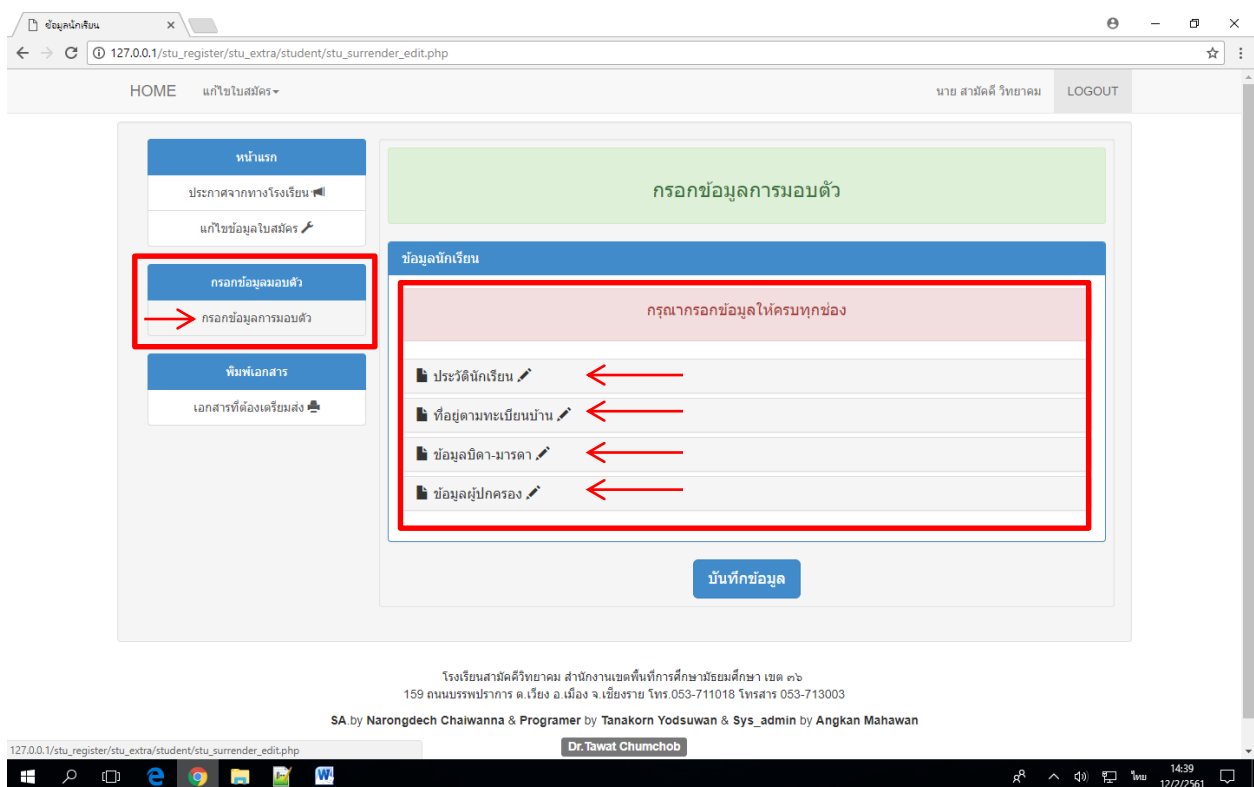 ข้อมูลนักเรียน
127.0.0.1/stu_register/stu_extra/student/stu_surrender_edit.php
HOME แก้ไขใบสมัคร
นาย สามัคคี วิทยาคม LOGOUT
หน้าแรก
ประกาศจากทางโรงเรียน
แก้ไขข้อมูลใบสมัคร
กรอกข้อมูลมอบตัว
กรอกข้อมูลการมอบตัว
พิมพ์เอกสาร
เอกสารที่ต้องเตรียมส่ง
กรอกข้อมูลการมอบตัว
ข้อมูลนักเรียน
กรุณากรอกข้อมูลให้ครบทุกช่อง
ประวัตินักเรียน
ที่อยู่ตามทะเบียนบ้าน
ข้อมูลบิดา-มารดา
ข้อมูลผู้ปกครอง
บันทึกข้อมูล
โรงเรียนสามัคคีวิทยาคม สำนักงานเขตพื้นที่การศึกษามัธยมศึกษา เขต ๓๖
159 ถนนบรรพปราการ ต.เวียง อ.เมือง จ.เชียงราย โทร.053-711018 โทรสาร 053-713003
SA.by Narongdech Chaiwanna & Programer by Tanakorn Yodsuwan & Sys_admin by Angkan Mahawan
Dr.Tawat Chumchob
127.0.0.1/stu_register/stu_extra/student/stu_surrender_edit.php
ไทย
14:39
12/2/2561